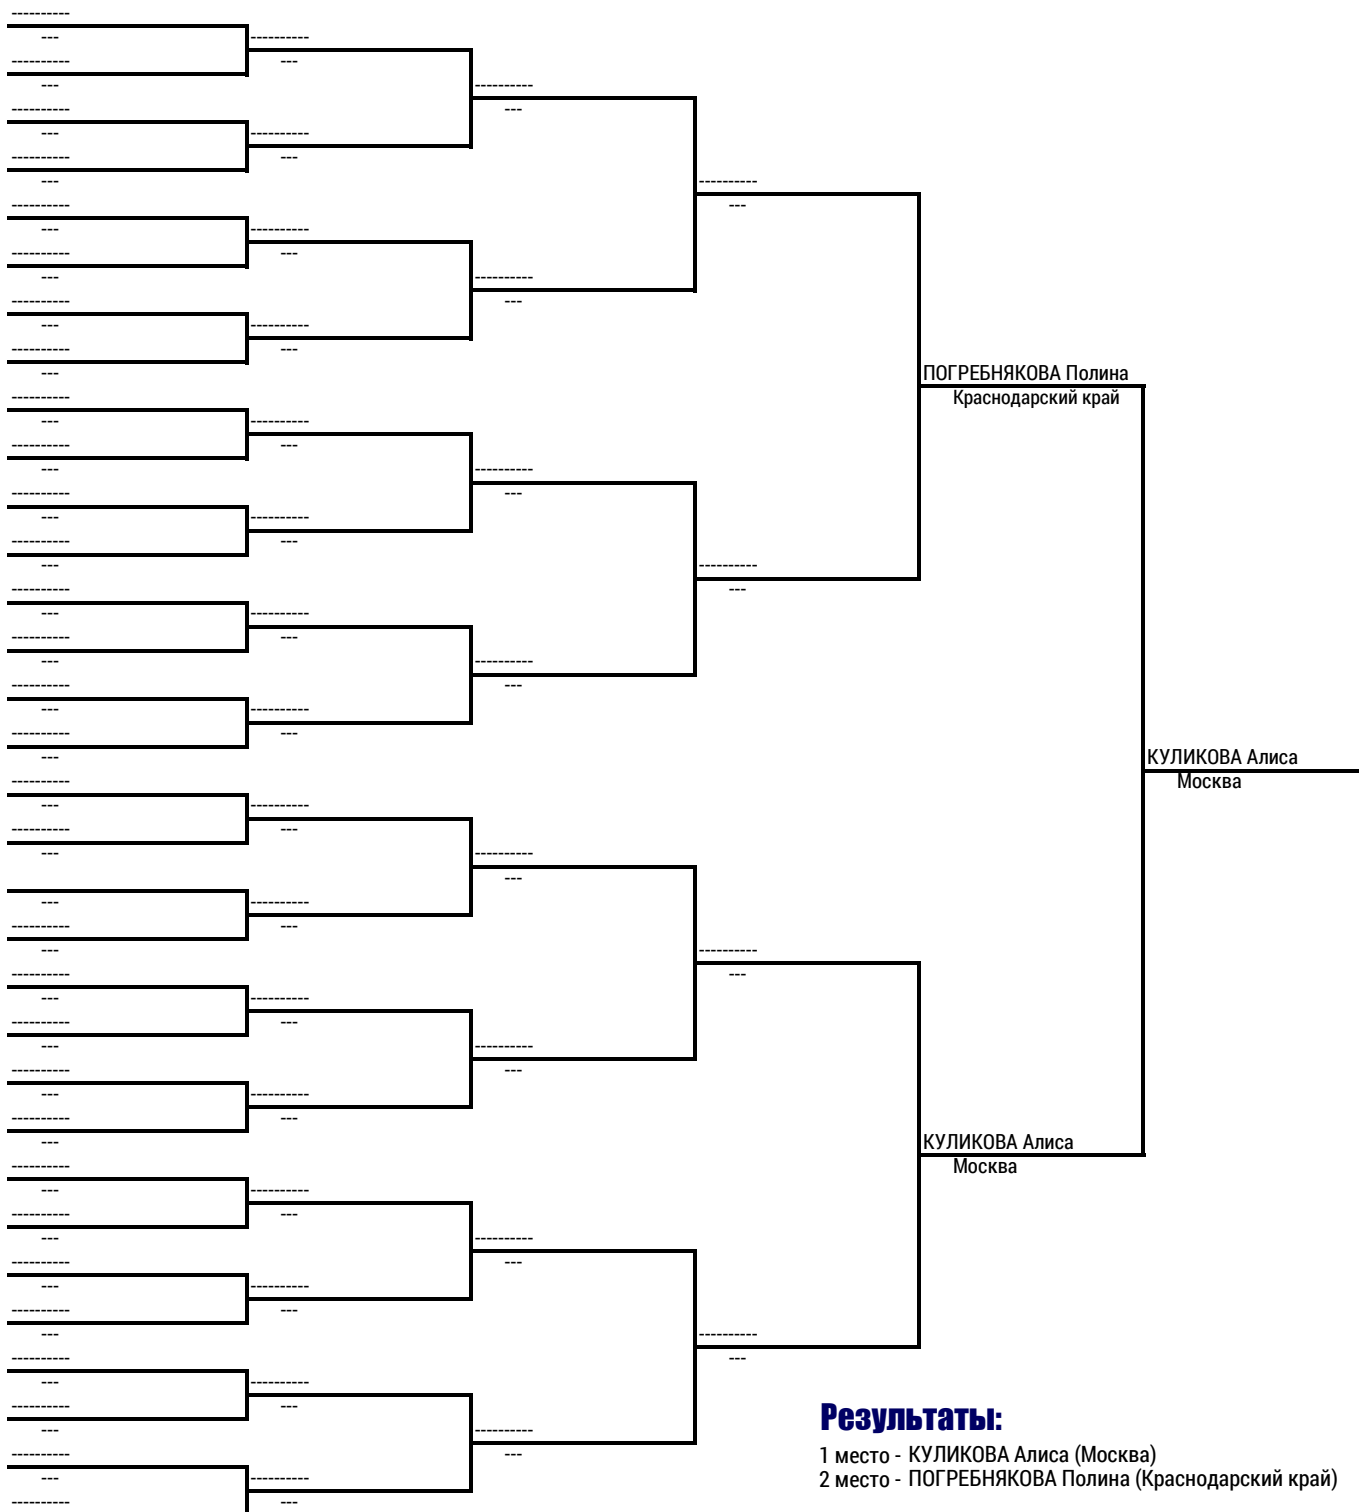 ПОГРЕБНЯКОВА Полина
Краснодарский край
КУЛИКОВА Алиса
Москва
КУЛИКОВА Алиса
Москва
Результаты:
1 место - КУЛИКОВА Алиса (Москва)
2 место - ПОГРЕБНЯКОВА Полина (Краснодарский край)